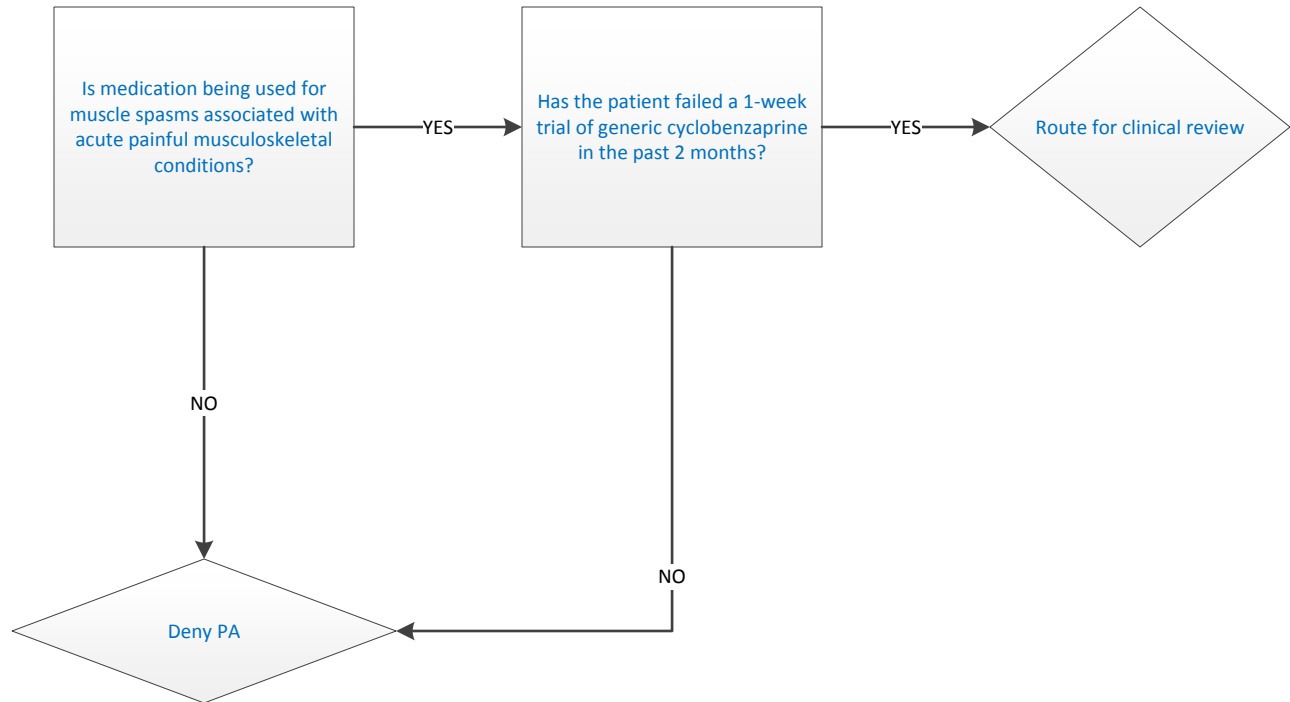 Is medication being used for
muscle spasms associated with
acute painful musculoskeletal
conditions?
YES
Has the patient failed a 1-week
trial of generic cyclobenzaprine
in the past 2 months?
YES
Route for clinical review
NO
NO
Deny PA